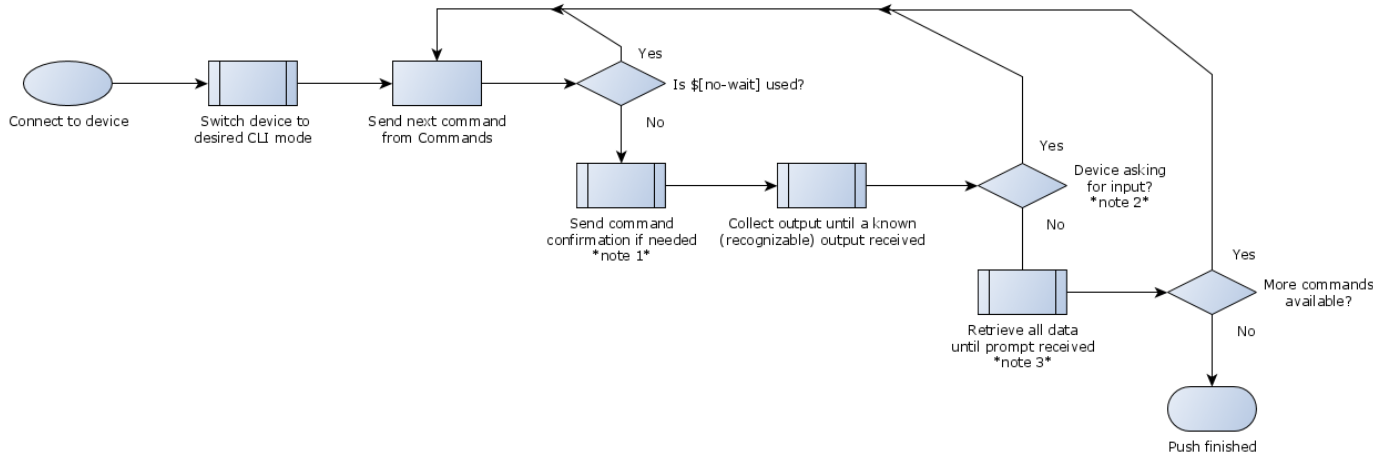 Connect to device
Switch device to
desired CLI mode
Send next command
from Commands
Yes
Is $[no-wait] used?
No
Send command
confirmation if needed
*note 1*
Collect output until a known
(recognizable) output received
Yes
Device asking
for input?
*note 2*
No
Retrieve all data
until prompt received
*note 3*
Yes
More commands
available?
No
Push finished